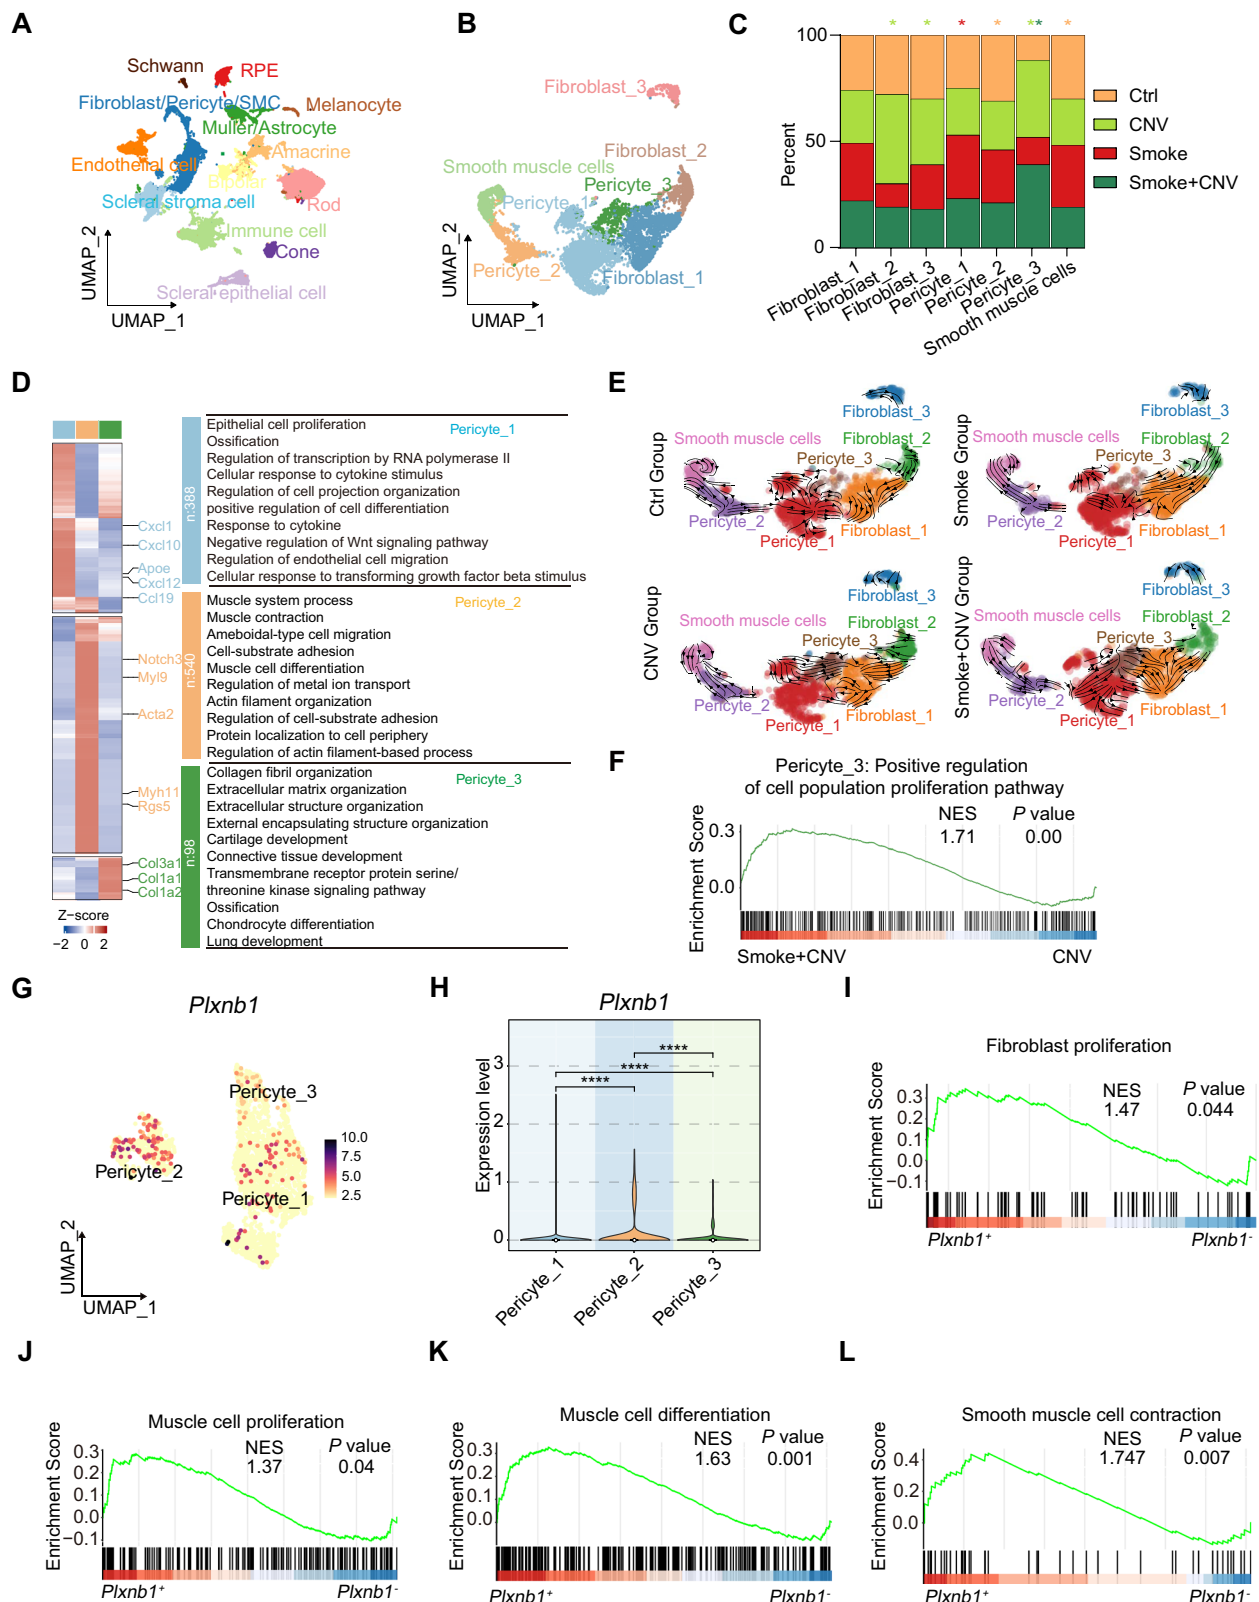 A
Schwann
RPE
Fibroblast/Pericyte/SMC
Melanocyte
Muller/Astrocyte
Endothelial cell
Amacrine
Bipolar
Scleral stroma cell
Rod
Immune cell
Cone
Scleral epithelial cell
UMAP_2
UMAP_1
B
Fibroblast_3
Fibroblast_2
Smooth muscle cells
Pericyte_3
Pericyte_1
Pericyte_2
Fibroblast_1
UMAP_2
UMAP_1
C
* * * * * ** *
100
50
0
Percent
Fibroblast_1
Fibroblast_2
Fibroblast_3
Pericyte_1
Pericyte_2
Pericyte_3
Smooth muscle cells
Ctrl
CNV
Smoke
Smoke+CNV
D
Cxcl1
Cxcl10
Apoe
Cxcl12
Ccl19
Notch3
Myl9
Acta2
Myh11
Rgs5
Col3a1
Col1a1
Col1a2
Z−score
−2 0 2
n:388
Pericyte_1
Epithelial cell proliferation
Ossification
Regulation of transcription by RNA polymerase II
Cellular response to cytokine stimulus
Regulation of cell projection organization
positive regulation of cell differentiation
Response to cytokine
Negative regulation of Wnt signaling pathway
Regulation of endothelial cell migration
Cellular response to transforming growth factor beta stimulus
n:540
Pericyte_2
Muscle system process
Muscle contraction
Ameboidal-type cell migration
Cell-substrate adhesion
Muscle cell differentiation
Regulation of metal ion transport
Actin filament organization
Regulation of cell-substrate adhesion
Protein localization to cell periphery
Regulation of actin filament-based process
n:98
Pericyte_3
Collagen fibril organization
Extracellular matrix organization
Extracellular structure organization
External encapsulating structure organization
Cartilage development
Connective tissue development
Transmembrane receptor protein serine/
threonine kinase signaling pathway
Ossification
Chondrocyte differentiation
Lung development
E
Ctrl Group
Fibroblast_3
Smooth muscle cells
Fibroblast_2
Pericyte_3
Pericyte_2
Pericyte_1
Fibroblast_1
Smoke Group
Fibroblast_3
Smooth muscle cells
Fibroblast_2
Pericyte_3
Pericyte_2
Pericyte_1
Fibroblast_1
CNV Group
Fibroblast_3
Smooth muscle cells
Fibroblast_2
Pericyte_3
Pericyte_2
Pericyte_1
Fibroblast_1
Smoke+CNV Group
Fibroblast_3
Fibroblast_2
Smooth muscle cells
Pericyte_3
Pericyte_2
Pericyte_1
Fibroblast_1
F
Pericyte_3: Positive regulation
of cell population proliferation pathway
NES
1.71
P value
0.00
0.3
0.0
Enrichment Score
Smoke+CNV
CNV
G
Plxnb1
Pericyte_3
Pericyte_2
Pericyte_1
10.0
7.5
5.0
2.5
UMAP_2
UMAP_1
H
Plxnb1
****
****
****
3
2
1
0
Expression level
Pericyte_1
Pericyte_2
Pericyte_3
I
Fibroblast proliferation
NES
1.47
P value
0.044
0.3
0.1
0.0
−0.1
Enrichment Score
Plxnb1+
Plxnb1-
J
Muscle cell proliferation
NES
1.37
P value
0.04
0.3
0.2
0.1
0.0
−0.1
Enrichment Score
Plxnb1+
Plxnb1-
K
Muscle cell differentiation
NES
1.63
P value
0.001
0.3
0.2
0.1
0.0
Enrichment Score
Plxnb1+
Plxnb1-
L
Smooth muscle cell contraction
NES
1.747
P value
0.007
0.4
0.2
0.0
Enrichment Score
Plxnb1+
Plxnb1-